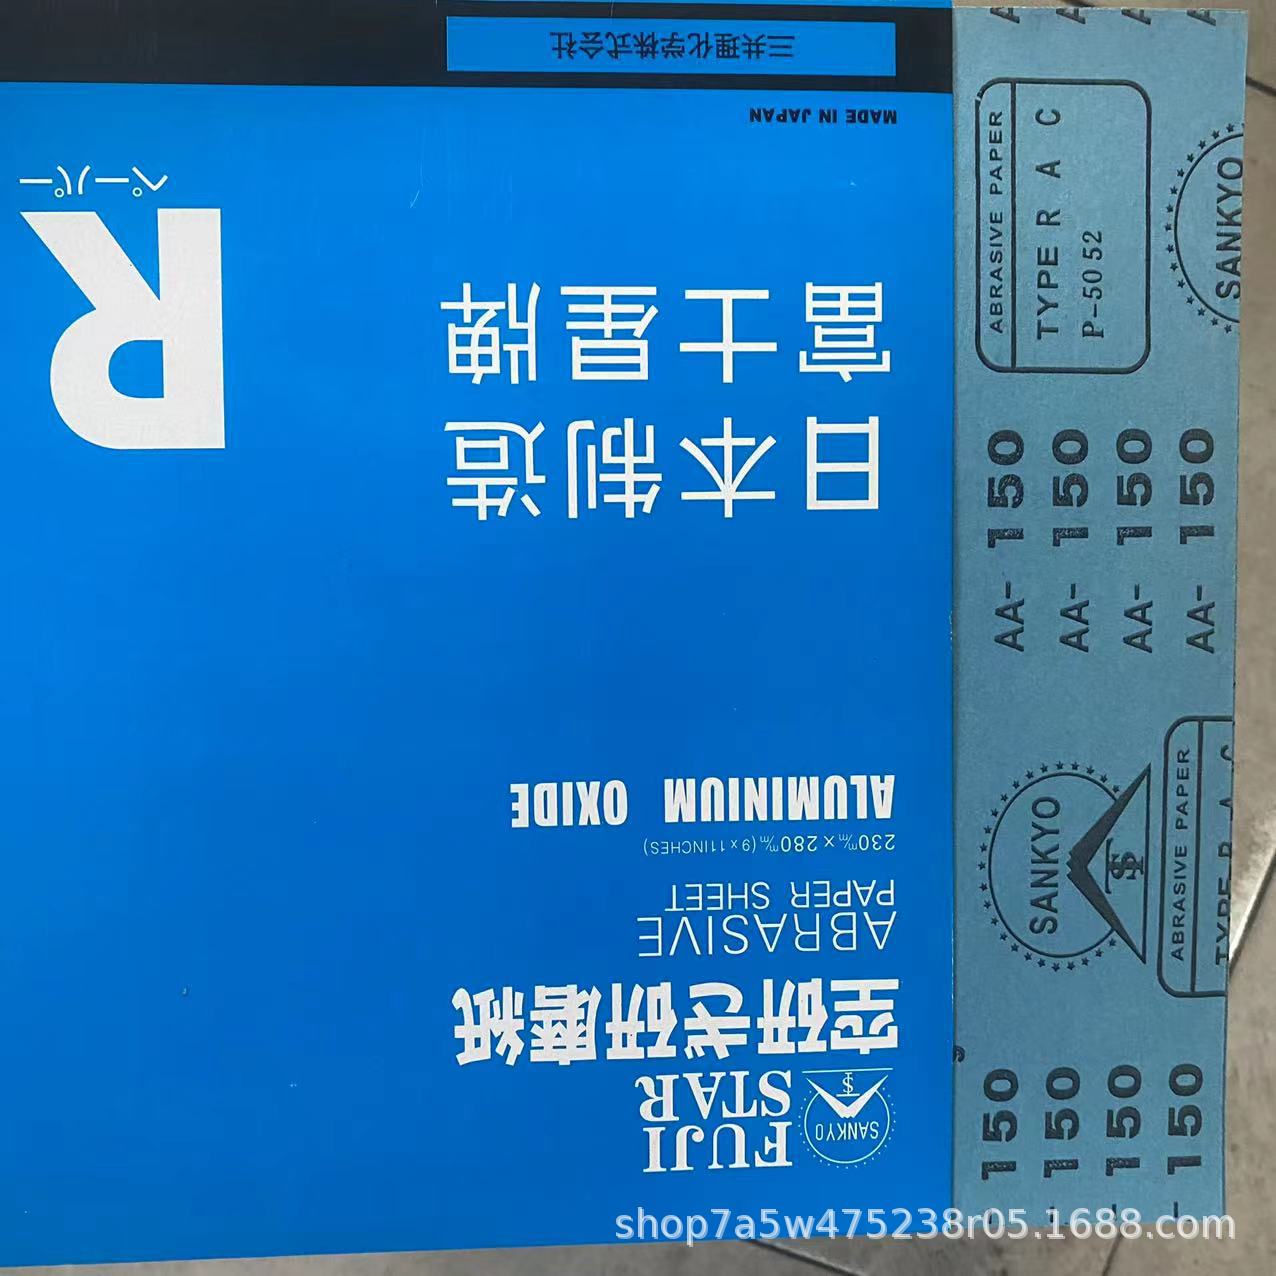 FUJI
STAR
SANKYO
空研ぎ研磨紙
ABRASIVE
PAPER SHEET
230m/m × 280m/m (9 x 11INCHES)
ALUMINIUM OXIDE
日本制造
富士星牌
R
ペーパー
MADE IN JAPAN
三共理化学株式会社
ABRASIVE PAPER
TYPE R A C
P-5052
SANKYO
AA-150
AA-150
AA-150
AA-150
SANKYO
ABRASIVE PAPER
TYPE R A C
150
150
150
150
shop7a5w475238r05.1688.com